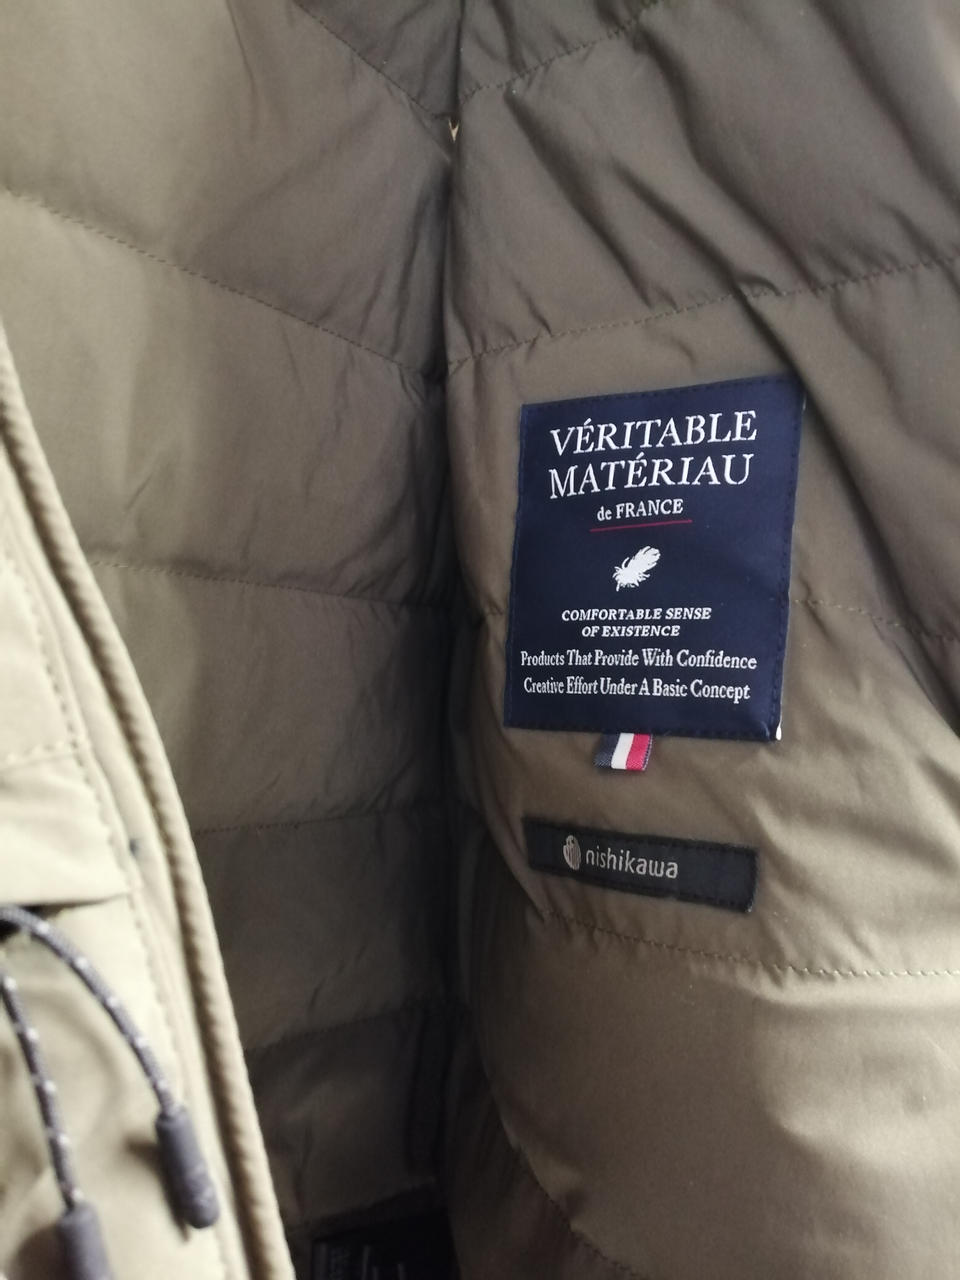 VÉRITABLE
MATÉRIAU
de FRANCE
COMFORTABLE SENSE
OF EXISTENCE
Products That Provide With Confidence
Creative Effort Under A Basic Concept
nishikawa